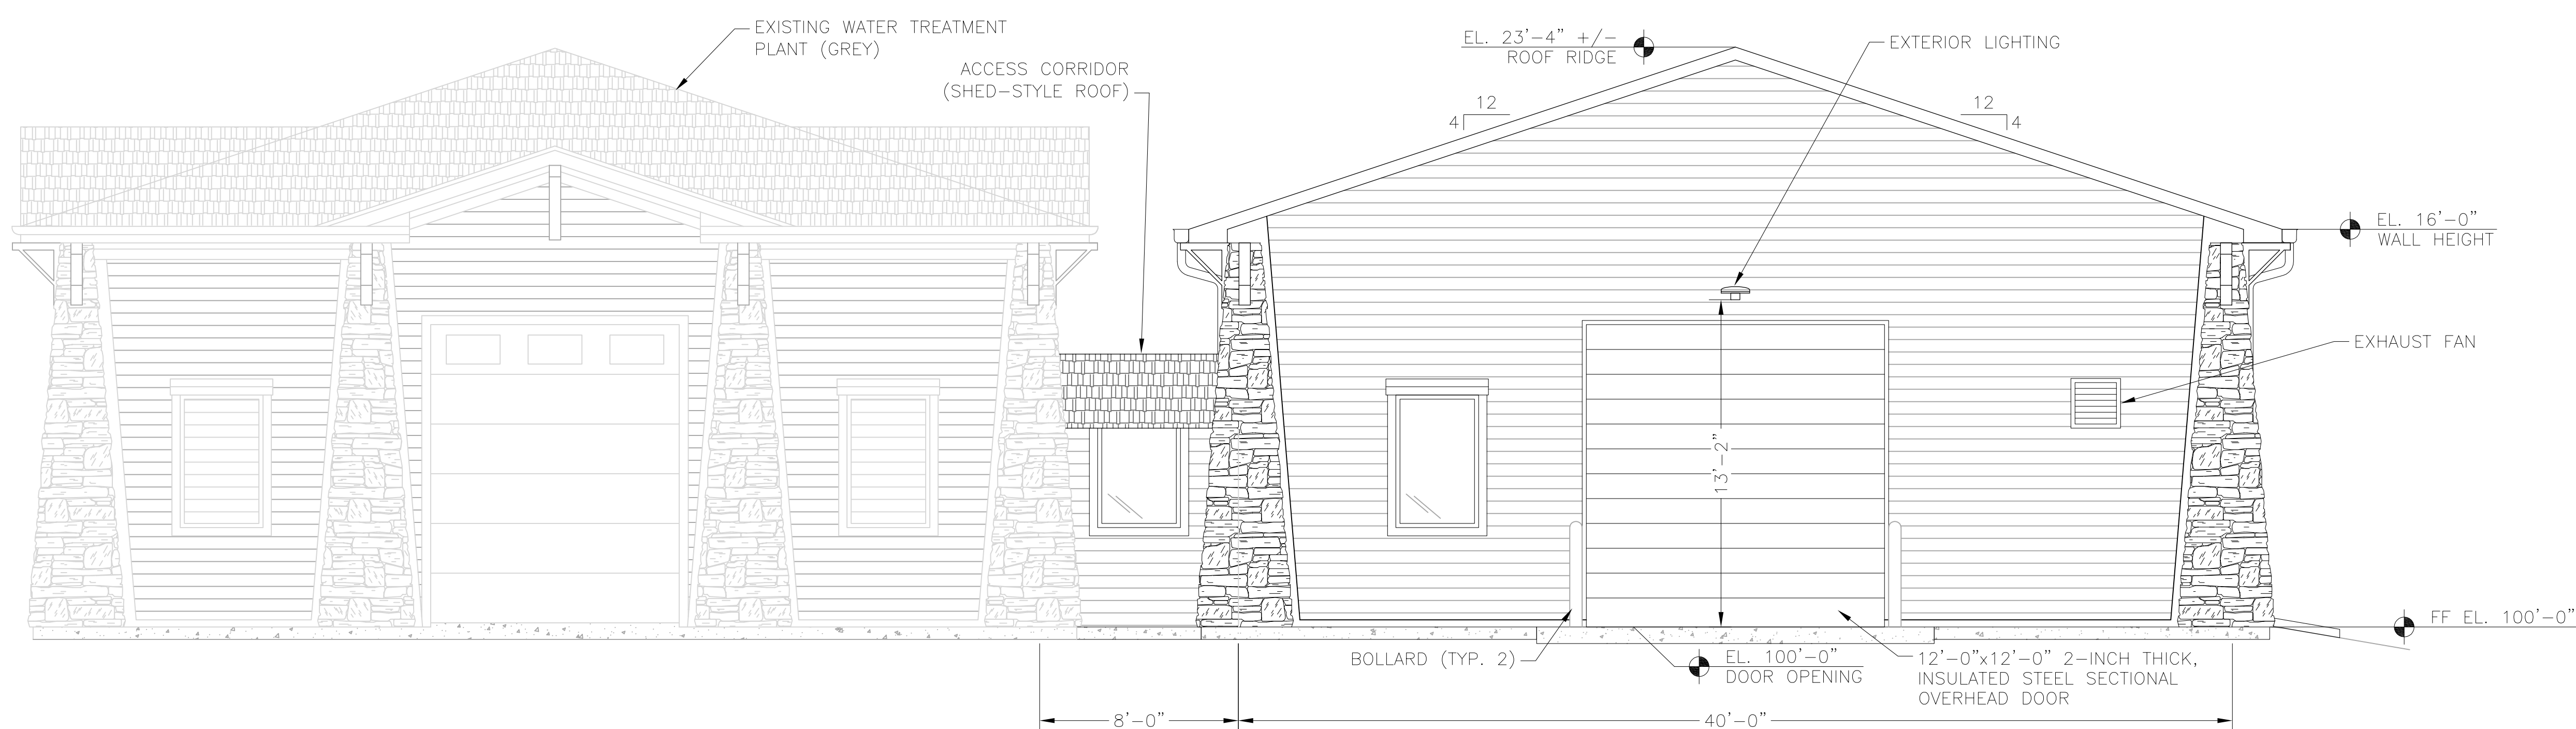 EXISTING WATER TREATMENT
PLANT (GREY)
ACCESS CORRIDOR
(SHED-STYLE ROOF)
EL. 23'-4" +/-
ROOF RIDGE
EXTERIOR LIGHTING
12
4
12
4
EL. 16'-0"
WALL HEIGHT
EXHAUST FAN
13'-2"
FF EL. 100'-0"
BOLLARD (TYP. 2)
EL. 100'-0"
DOOR OPENING
12'-0"x12'-0" 2-INCH THICK,
INSULATED STEEL SECTIONAL
OVERHEAD DOOR
8'-0"
40'-0"